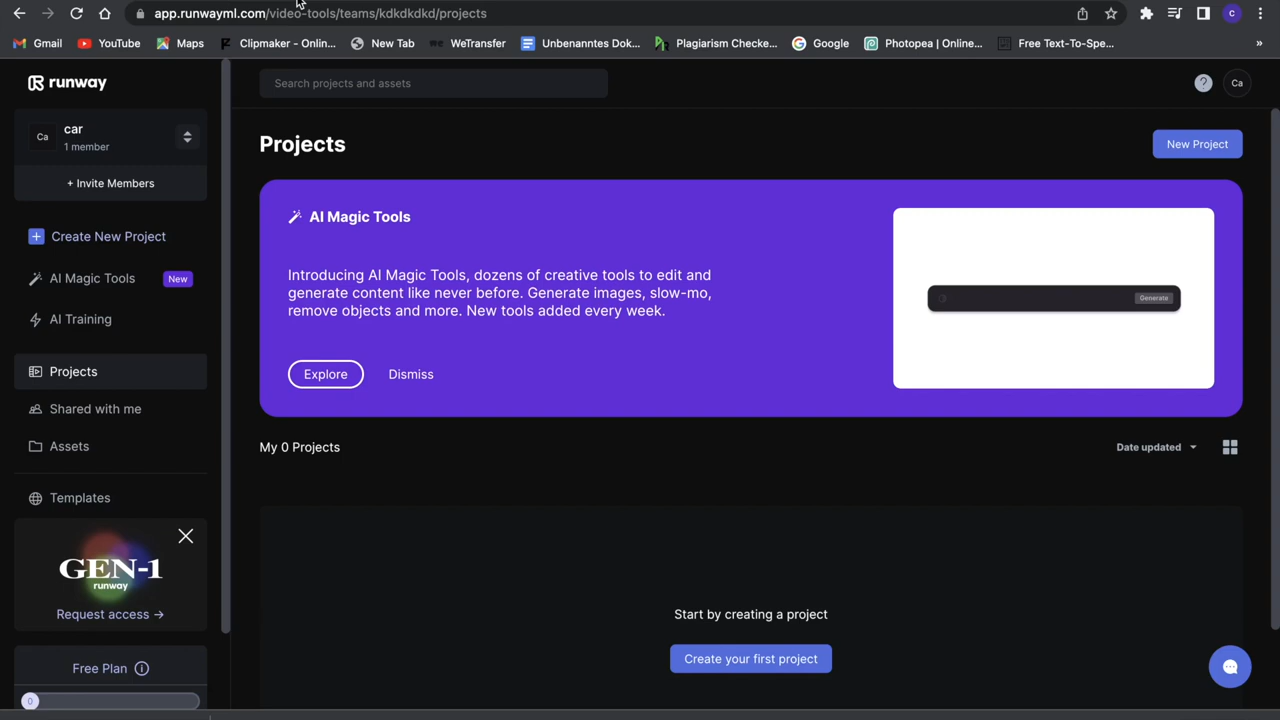 app.runwayml.com/video-tools/teams/kdkdkdkd/projects
C
Gmail
YouTube
Maps
Clipmaker - Onlin...
New Tab
WeTransfer
Unbenanntes Dok...
Plagiarism Checke...
Google
Photopea | Online...
Free Text-To-Spe...
»
runway
Search projects and assets
?
Ca
Ca
car
1 member
+ Invite Members
Projects
New Project
Create New Project
AI Magic Tools
New
AI Training
Projects
Shared with me
Assets
Templates
AI Magic Tools
Introducing AI Magic Tools, dozens of creative tools to edit and
generate content like never before. Generate images, slow-mo,
remove objects and more. New tools added every week.
Generate
Explore
Dismiss
My 0 Projects
Date updated
GEN-1
runway
Request access →
Start by creating a project
Create your first project
Free Plan
0